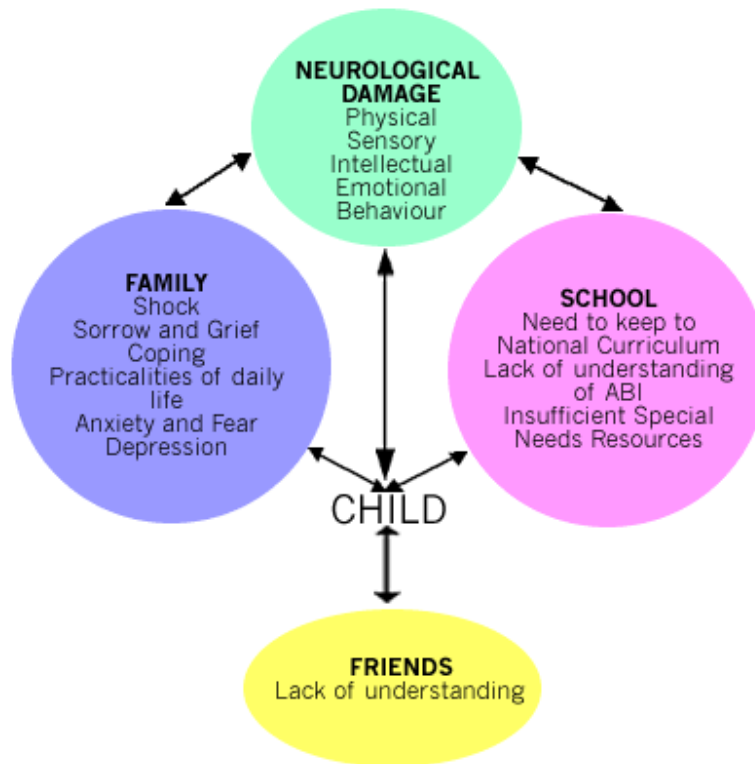 NEUROLOGICAL
DAMAGE
Physical
Sensory
Intellectual
Emotional
Behaviour
FAMILY
Shock
Sorrow and Grief
Coping
Practicalities of daily
life
Anxiety and Fear
Depression
SCHOOL
Need to keep to
National Curriculum
Lack of understanding
of ABI
Insufficient Special
Needs Resources
CHILD
FRIENDS
Lack of understanding